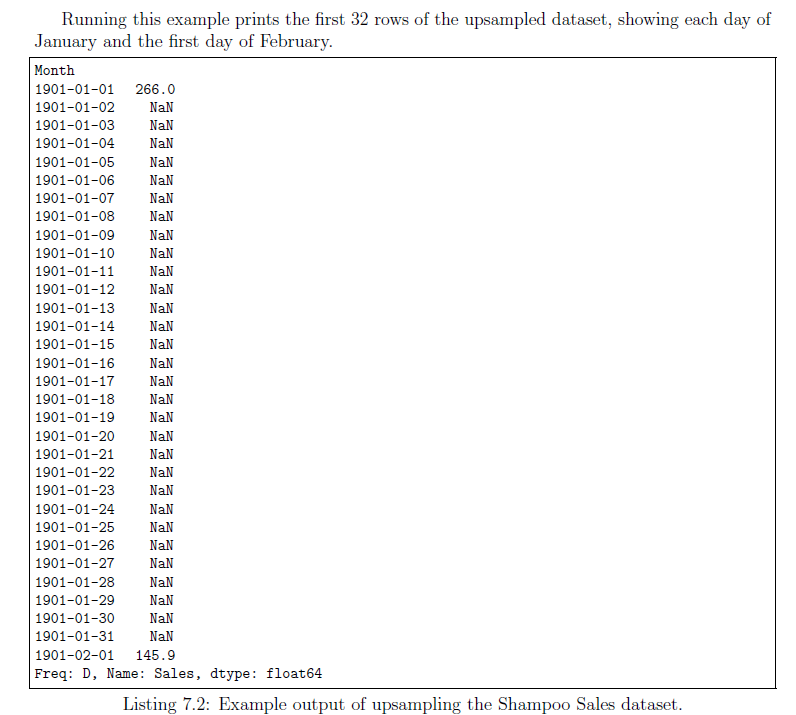 Running this example prints the first 32 rows of the upsampled dataset, showing each day of
January and the first day of February.
Month
1901-01-01 266.0
1901-01-02 NaN
1901-01-03 NaN
1901-01-04 NaN
1901-01-05 NaN
1901-01-06 NaN
1901-01-07 NaN
1901-01-08 NaN
1901-01-09 NaN
1901-01-10 NaN
1901-01-11 NaN
1901-01-12 NaN
1901-01-13 NaN
1901-01-14 NaN
1901-01-15 NaN
1901-01-16 NaN
1901-01-17 NaN
1901-01-18 NaN
1901-01-19 NaN
1901-01-20 NaN
1901-01-21 NaN
1901-01-22 NaN
1901-01-23 NaN
1901-01-24 NaN
1901-01-25 NaN
1901-01-26 NaN
1901-01-27 NaN
1901-01-28 NaN
1901-01-29 NaN
1901-01-30 NaN
1901-01-31 NaN
1901-02-01 145.9
Freq: D, Name: Sales, dtype: float64
Listing 7.2: Example output of upsampling the Shampoo Sales dataset.